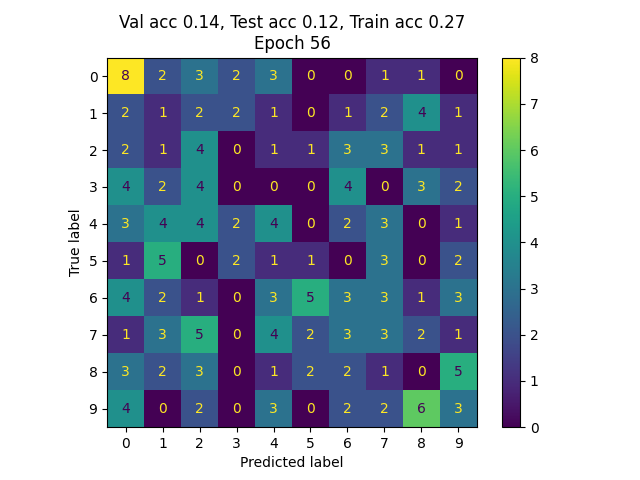 Val acc 0.14, Test acc 0.12, Train acc 0.27
Epoch 56
0 8 2 3 2 3 0 0 1 1 0
1 2 1 2 2 1 0 1 2 4 1
2 2 1 4 0 1 1 3 3 1 1
3 4 2 4 0 0 0 4 0 3 2
4 3 4 4 2 4 0 2 3 0 1
5 1 5 0 2 1 1 0 3 0 2
6 4 2 1 0 3 5 3 3 1 3
7 1 3 5 0 4 2 3 3 2 1
8 3 2 3 0 1 2 2 1 0 5
9 4 0 2 0 3 0 2 2 6 3
0 1 2 3 4 5 6 7 8 9
Predicted label
True label
8
7
6
5
4
3
2
1
0